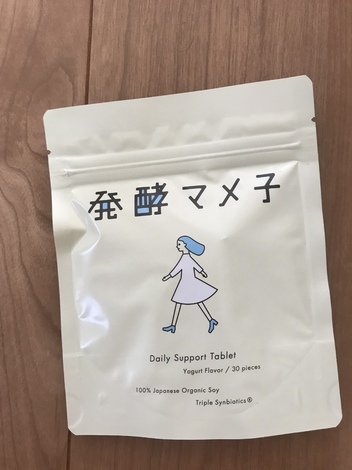 発酵マメ子
Daily Support Tablet
Yogurt Flavor / 30 pieces
100% Japanese Organic Soy
Triple Synbiotics®